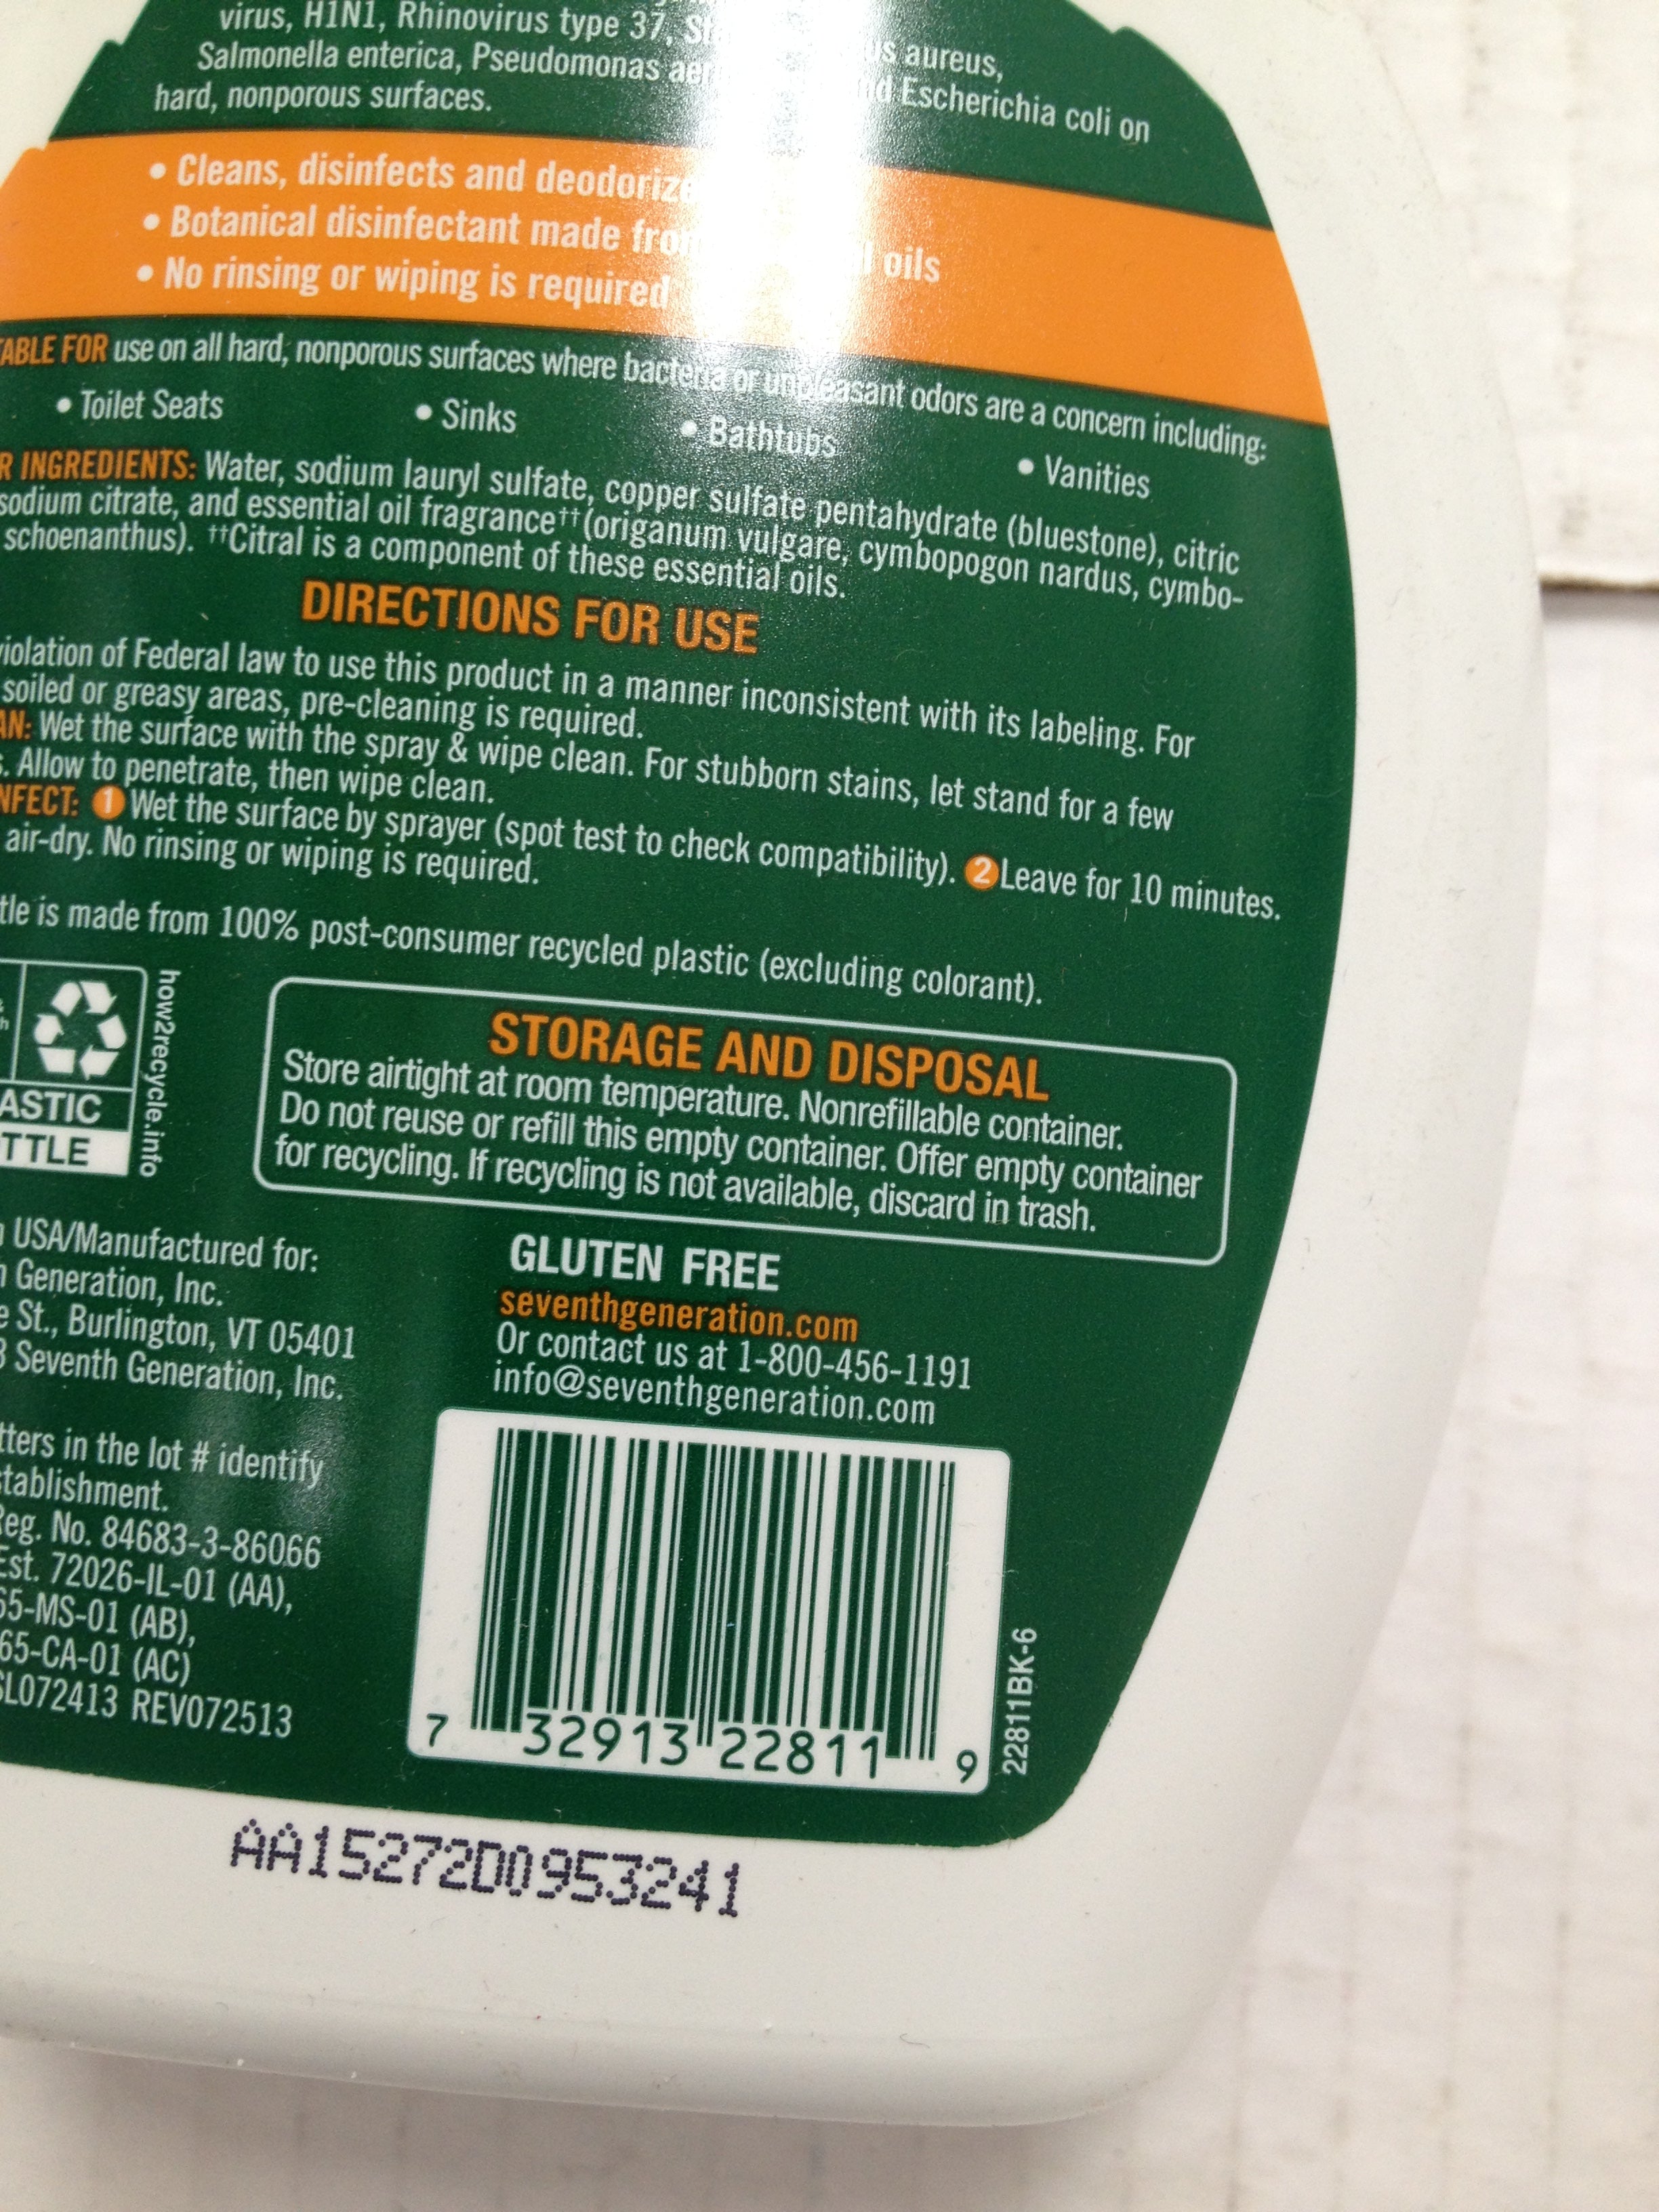 virus, H1N1, Rhinovirus type 37, aureus,
Salmonella enterica, Pseudomonas Escherichia coli on
hard, nonporous surfaces.
• Cleans, disinfects and
• Botanical disinfectant made oils
• No rinsing or wiping is required
FOR use on all hard, nonporous surfaces where bacteria or unpleasant odors are a concern including:
• Toilet Seats • Sinks • Bathtubs • Vanities
INGREDIENTS: Water, sodium lauryl sulfate, copper sulfate pentahydrate (bluestone), citric
sodium citrate, and essential oil fragrance††(origanum vulgare, cymbopogon nardus, cymbo-
schoenanthus). ††Citral is a component of these essential oils.
DIRECTIONS FOR USE
violation of Federal law to use this product in a manner inconsistent with its labeling. For
soiled or greasy areas, pre-cleaning is required.
Wet the surface with the spray & wipe clean. For stubborn stains, let stand for a few
Allow to penetrate, then wipe clean.
1 Wet the surface by sprayer (spot test to check compatibility). 2 Leave for 10 minutes.
air-dry. No rinsing or wiping is required.
is made from 100% post-consumer recycled plastic (excluding colorant).
how2recycle.info
STORAGE AND DISPOSAL
Store airtight at room temperature. Nonrefillable container.
Do not reuse or refill this empty container. Offer empty container
for recycling. If recycling is not available, discard in trash.
USA/Manufactured for:
Generation, Inc.
St., Burlington, VT 05401
Seventh Generation, Inc.
in the lot # identify
Reg. No. 84683-3-86066
Est. 72026-IL-01 (AA),
65-MS-01 (AB),
65-CA-01 (AC)
SL072413 REV072513
GLUTEN FREE
seventhgeneration.com
Or contact us at 1-800-456-1191
info@seventhgeneration.com
7 32913 22811 9
22811BK-6
AA15272D0953241